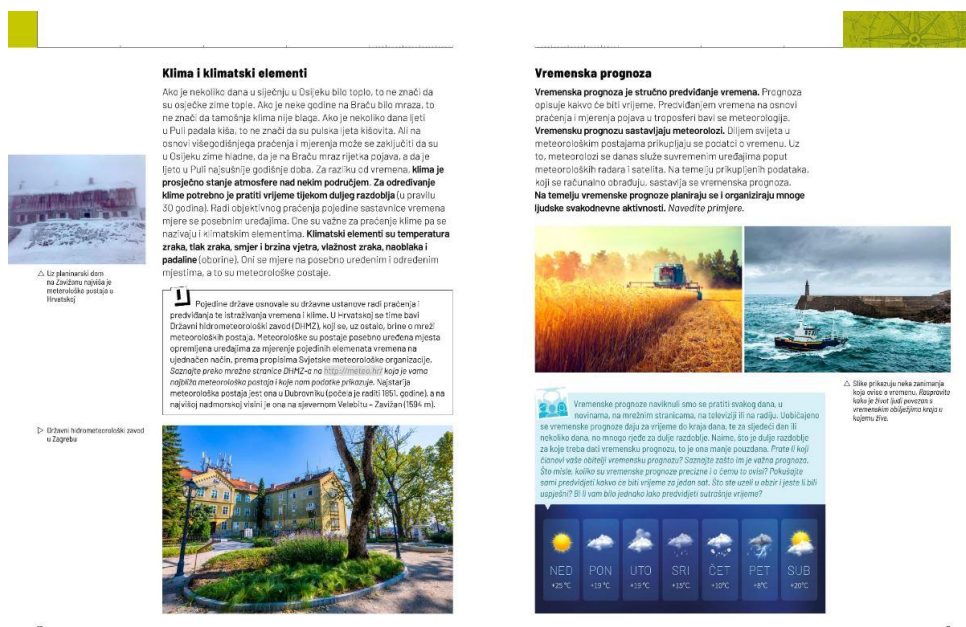 Klima i klimatski elementi
Ako je nekoliko dana u siječnju u Osijeku bilo toplo, to ne znači da
su osječke zime tople. Ako je neke godine na Braču bilo mraza, to
ne znači da tamošnja klima nije blaga. Ako je nekoliko dana ljeti
u Puli padala kiša, to ne znači da su pulska ljeta kišovita. Ali na
osnovi višegodišnjega praćenja i mjerenja može se zaključiti da su
u Osijeku zime hladne, da je na Braču mraz rijetka pojava, a da je
ljeto u Puli najsušnije godišnje doba. Za razliku od vremena, klima je
prosječno stanje atmosfere nad nekim područjem. Za određivanje
klime potrebno je pratiti vrijeme tijekom duljeg razdoblja (u pravilu
30 godina). Radi objektivnog praćenja pojedine sastavnice vremena
mjere se posebnim uređajima. One su važne za praćenje klime pa se
nazivaju i klimatskim elementima. Klimatski elementi su temperatura
zraka, tlak zraka, smjer i brzina vjetra, vlažnost zraka, naoblaka i
padaline (oborine). Oni se mjere na posebno uređenim i određenim
mjestima, a to su meteorološke postaje.
△ Uz planinarski dom
na Zavižanu najviša je
meteorološka postaja u
Hrvatskoj
Pojedine države osnovale su državne ustanove radi praćenja i
predviđanja te istraživanja vremena i klime. U Hrvatskoj se time bavi
Državni hidrometeorološki zavod (DHMZ), koji se, uz ostalo, brine o mreži
meteoroloških postaja. Meteorološke su postaje posebno uređena mjesta
opremljena uređajima za mjerenje pojedinih elemenata vremena na
ujednačen način, prema propisima Svjetske meteorološke organizacije.
Saznajte preko mrežne stranice DHMZ-a na http://meteo.hr/ koja je vama
najbliža meteorološka postaja i koje nam podatke prikazuje. Najstarija
meteorološka postaja jest ona u Dubrovniku (počela je raditi 1851. godine), a na
najvišoj nadmorskoj visini je ona na sjevernom Velebitu – Zavižan (1594 m).
▷ Državni hidrometeorološki zavod
u Zagrebu
Vremenska prognoza
Vremenska prognoza je stručno predviđanje vremena. Prognoza
opisuje kakvo će biti vrijeme. Predviđanjem vremena na osnovi
praćenja i mjerenja pojava u troposferi bavi se meteorologija.
Vremensku prognozu sastavljaju meteorolozi. Diljem svijeta u
meteorološkim postajama prikupljaju se podatci o vremenu. Uz
to, meteorolozi se danas služe suvremenim uređajima poput
meteoroloških radara i satelita. Na temelju prikupljenih podataka,
koji se računalno obrađuju, sastavlja se vremenska prognoza.
Na temelju vremenske prognoze planiraju se i organiziraju mnoge
ljudske svakodnevne aktivnosti. Navedite primjere.
△ Slike prikazuju neka zanimanja
koja ovise o vremenu. Raspravite
kako je život ljudi povezan s
vremenskim obilježjima kraja u
kojemu žive.
Vremenske prognoze naviknuli smo se pratiti svakog dana, u
novinama, na mrežnim stranicama, na televiziji ili na radiju. Uobičajeno
se vremenske prognoze daju za vrijeme do kraja dana, te za sljedeći dan ili
nekoliko dana, no mnogo rjeđe za dulje razdoblje. Naime, što je dulje razdoblje
za koje treba dati vremensku prognozu, to je ona manje pouzdana. Prate li koji
članovi vaše obitelji vremensku prognozu? Saznajte zašto im je važna prognoza.
Što misle, koliko su vremenske prognoze precizne i o čemu to ovisi? Pokušajte
sami predvidjeti kakvo će biti vrijeme za jedan sat. Što ste uzeli u obzir i jeste li bili
uspješni? Bi li vam bilo jednako lako predvidjeti sutrašnje vrijeme?
NED PON UTO SRI ČET PET SUB
+25°C +19°C +19°C +15°C +10°C +8°C +20°C